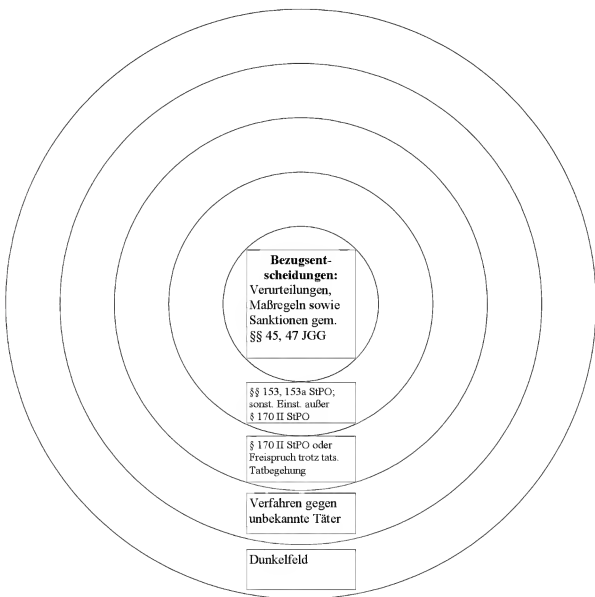 Bezugsent-
scheidungen:
Verurteilungen,
Maßregeln sowie
Sanktionen gem.
§§ 45, 47 JGG
§§ 153, 153a StPO;
sonst. Einst. außer
§ 170 II StPO
§ 170 II StPO oder
Freispruch trotz tats.
Tatbegehung
Verfahren gegen
unbekannte Täter
Dunkelfeld